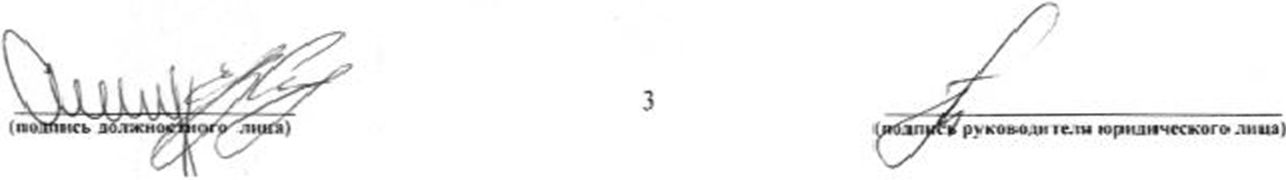 3
(подпись должностного лица) (подпись руководителя юридического лица)